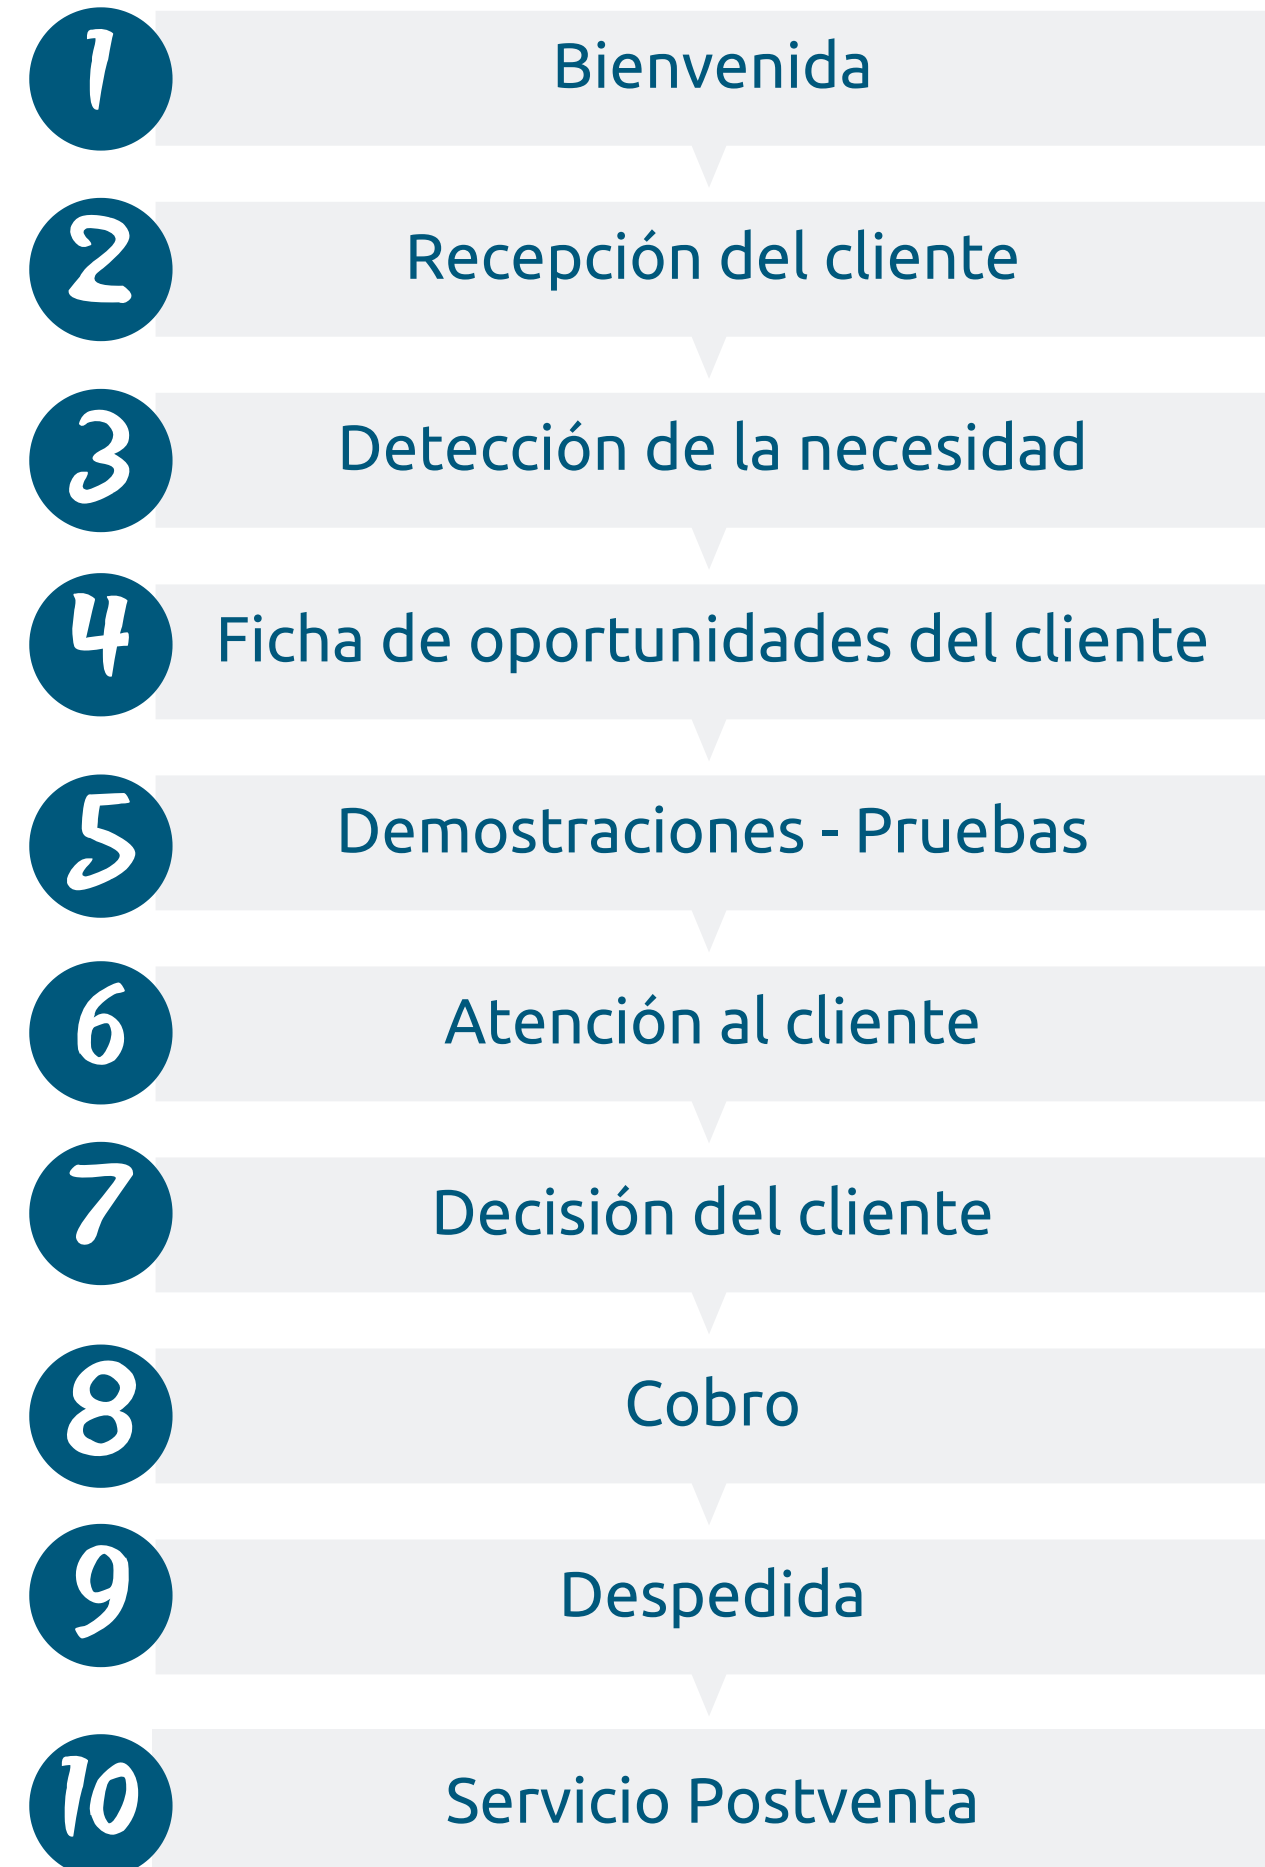 1
Bienvenida
2
Recepción del cliente
3
Detección de la necesidad
4
Ficha de oportunidades del cliente
5
Demostraciones - Pruebas
6
Atención al cliente
7
Decisión del cliente
8
Cobro
9
Despedida
10
Servicio Postventa